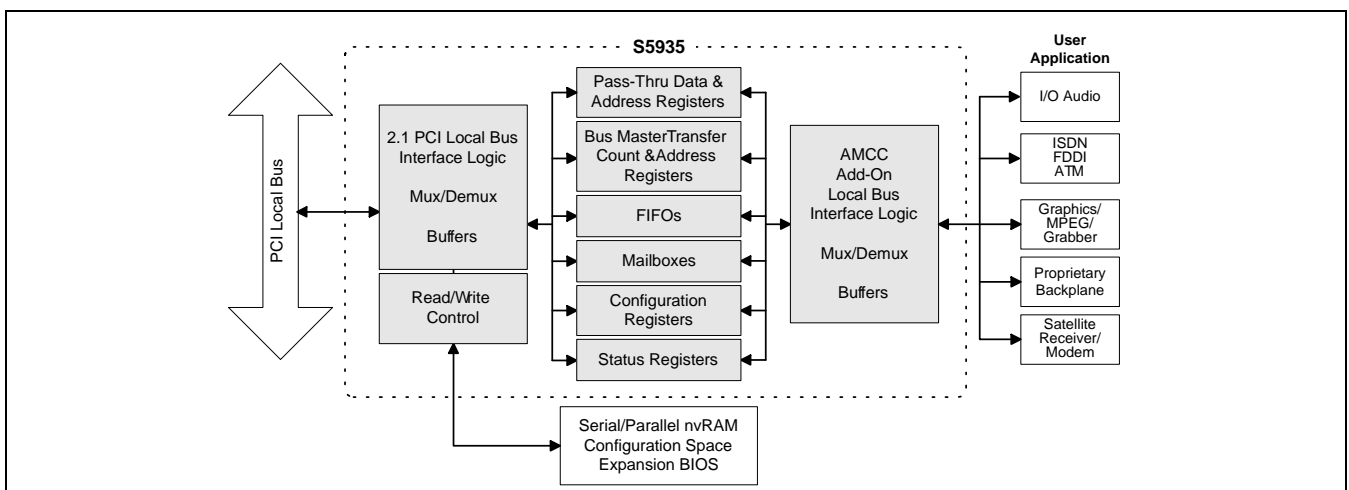 S5935
User
Application
PCI Local Bus
2.1 PCI Local Bus
Interface Logic
Mux/Demux
Buffers
Read/Write
Control
Pass-Thru Data &
Address Registers
Bus MasterTransfer
Count &Address
Registers
FIFOs
Mailboxes
Configuration
Registers
Status Registers
AMCC
Add-On
Local Bus
Interface Logic
Mux/Demux
Buffers
I/O Audio
ISDN
FDDI
ATM
Graphics/
MPEG/
Grabber
Proprietary
Backplane
Satellite
Receiver/
Modem
Serial/Parallel nvRAM
Configuration Space
Expansion BIOS